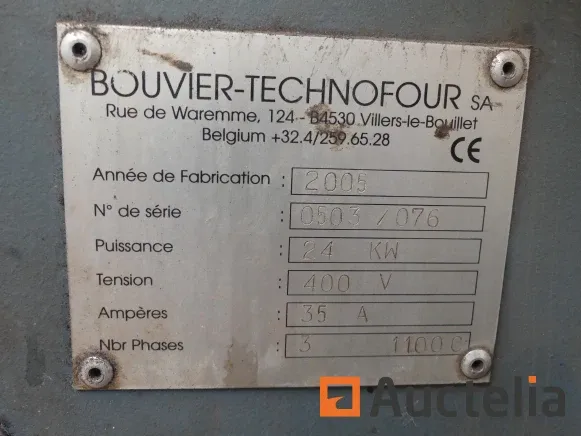 BOUVIER-TECHNOFOUR SA
Rue de Waremme, 124 - B4530 Villers-le-Bouillet
Belgium +32.4/259.65.28
CE
Année de Fabrication : 2005
N° de série : 0503 / 076
Puissance : 24 KW
Tension : 400 V
Ampères : 35 A
Nbr Phases : 3 1100 C
Auctelia